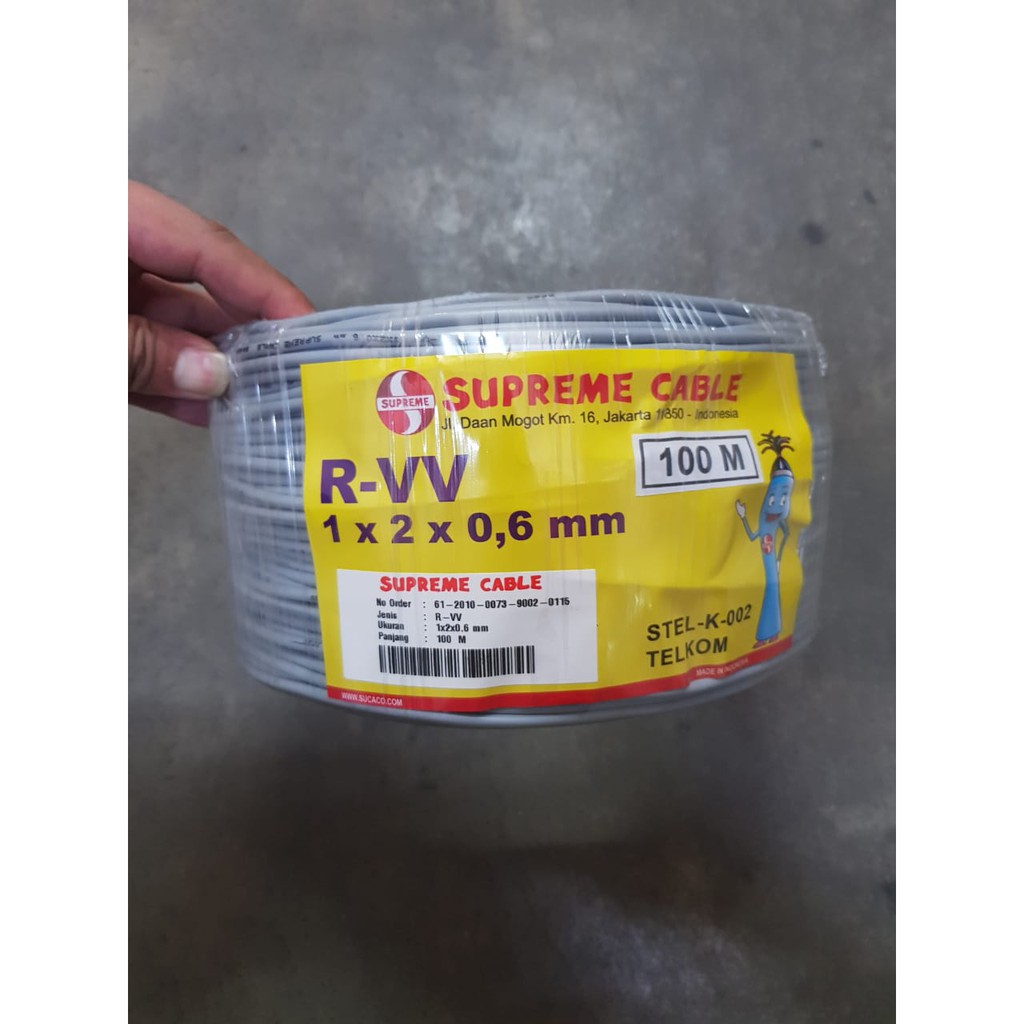 SUPREME CABLE
SUPREME
SUPREME CABLE
Jl. Daan Mogot Km. 16, Jakarta 11850 - Indonesia
100 M
R-VV
1 x 2 x 0,6 mm
SUPREME CABLE
No Order : 61-2010-0073-9002-0115
Jenis : R-VV
Ukuran : 1x2x0.6 mm
Panjang : 100 M
STEL-K-002
TELKOM
MADE IN INDONESIA
WWW.SUCACO.COM